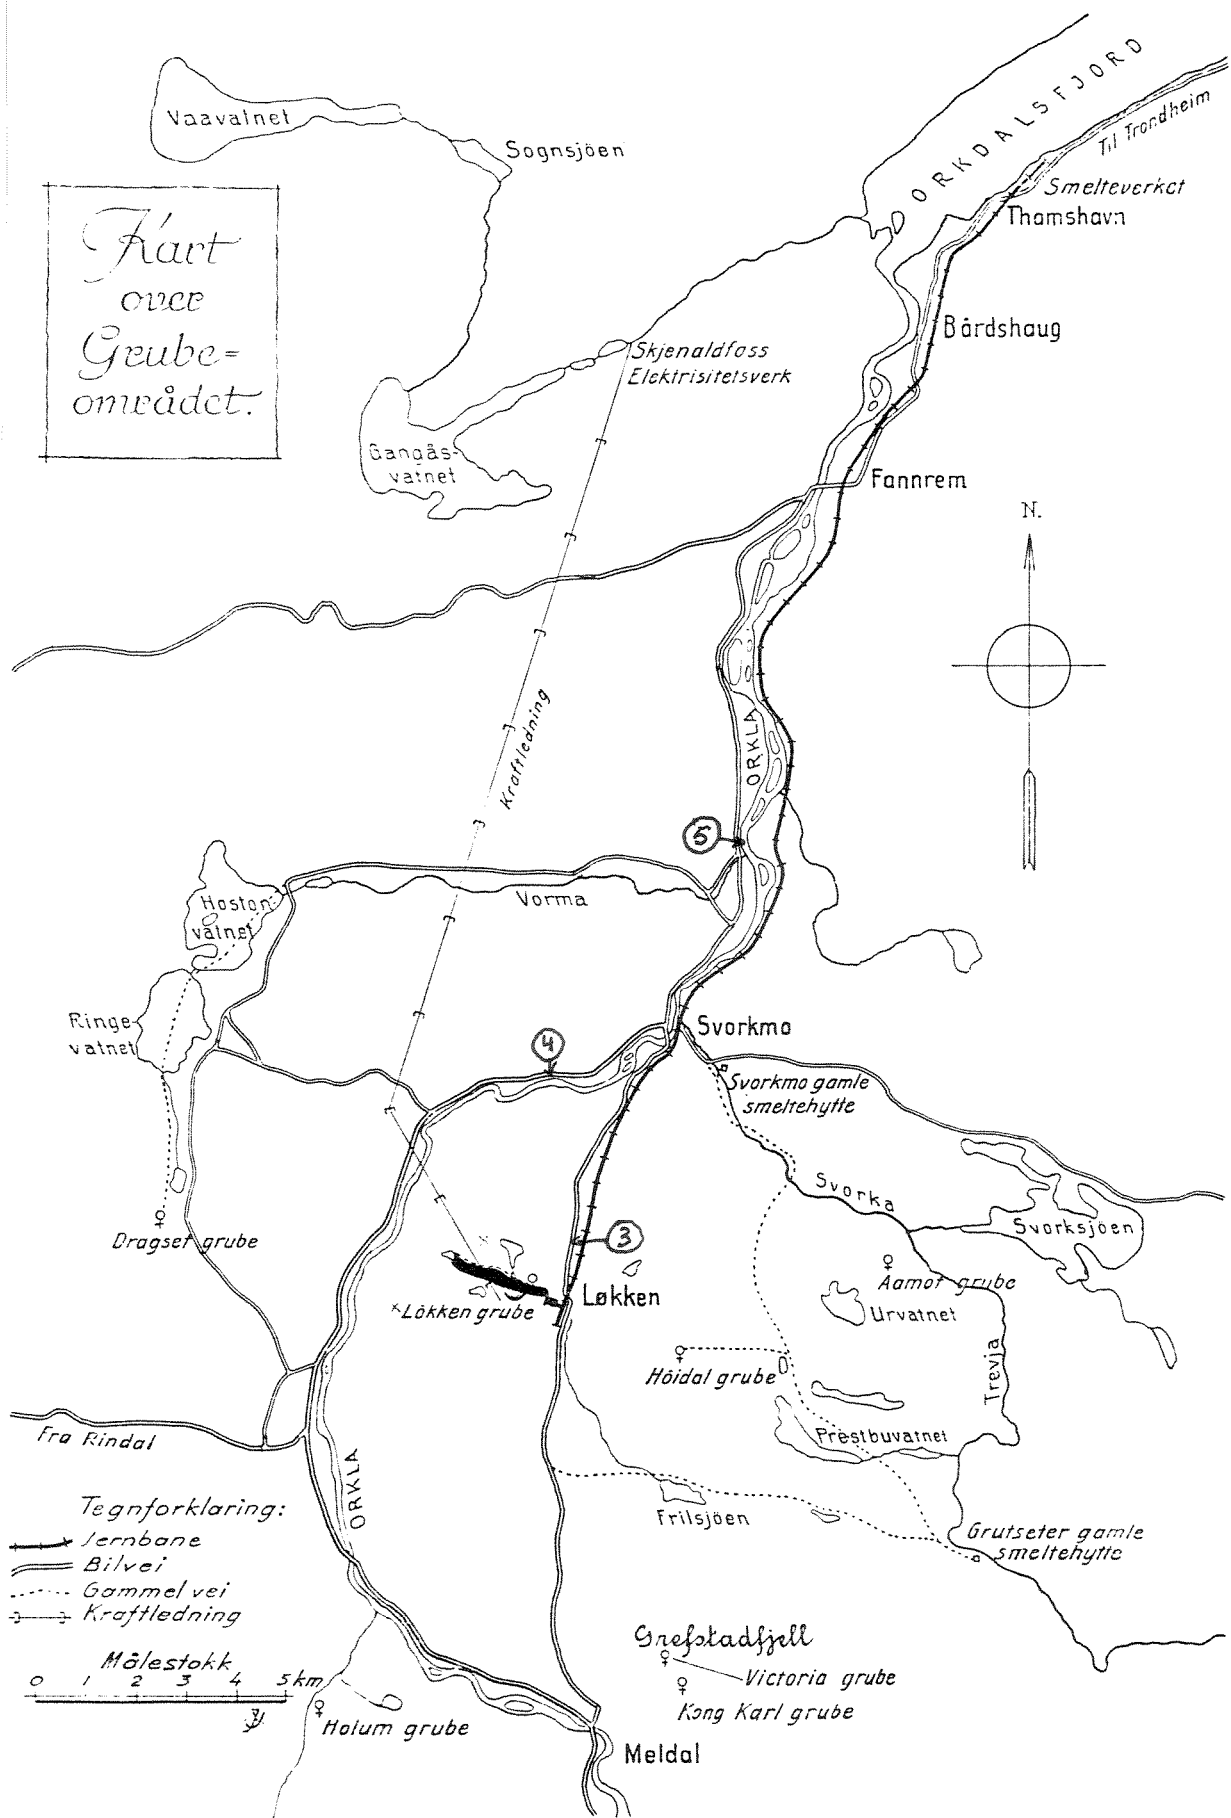 Kart
over
Grube=
området.
Vaavatnet
Sognsjöen
ORKDALSFJORD
Til Trondheim
Smelteverket
Thamshavn
Bårdshaug
Skjenaldfoss
Elektrisitetsverk
Gangås-
vatnet
Fannrem
N.
Kraftledning
ORKLA
5
Hoston
vatnet
Vorma
Ringe-
vatnet
Svorkmo
4
Svorkmo gamle
smeltehytte
Svorka
Svorksjöen
Dragset grube
3
Aamot grube
Løkken
Lökken grube
Urvatnet
Höidal grube
Trevja
Fra Rindal
Prestbuvatnet
ORKLA
Frilsjöen
Grutseter gamle
smeltehytte
Tegnforklaring:
Jernbane
Bilvei
Gammel vei
Kraftledning
Målestokk
0 1 2 3 4 5 km
Grefstadfjell
Victoria grube
Kong Karl grube
Holum grube
Meldal